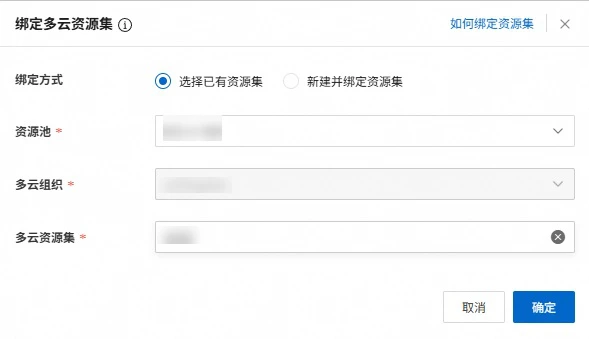 绑定多云资源集 如何绑定资源集
绑定方式 选择已有资源集 新建并绑定资源集
资源池 *
多云组织 *
多云资源集 *
取消 确定